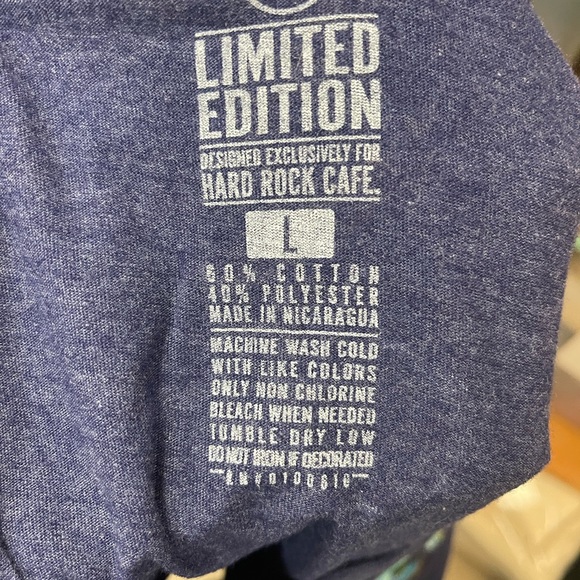 LIMITED
EDITION
DESIGNED EXCLUSIVELY FOR
HARD ROCK CAFE.
L
60% COTTON
40% POLYESTER
MADE IN NICARAGUA
MACHINE WASH COLD
WITH LIKE COLORS
ONLY NON CHLORINE
BLEACH WHEN NEEDED
TUMBLE DRY LOW
DO NOT IRON IF DECORATED